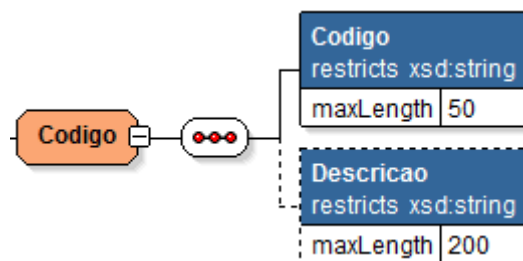 Codigo
restricts xsd:string
maxLength 50
Codigo
Descricao
restricts xsd:string
maxLength 200